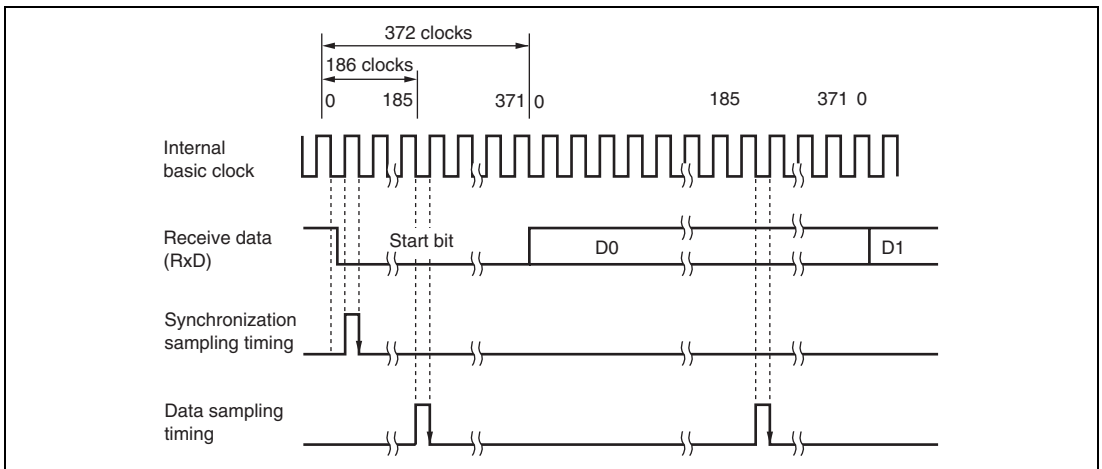 372 clocks
186 clocks
0 185 371 0 185 371 0
Internal
basic clock
Receive data
(RxD)
Start bit D0 D1
Synchronization
sampling timing
Data sampling
timing